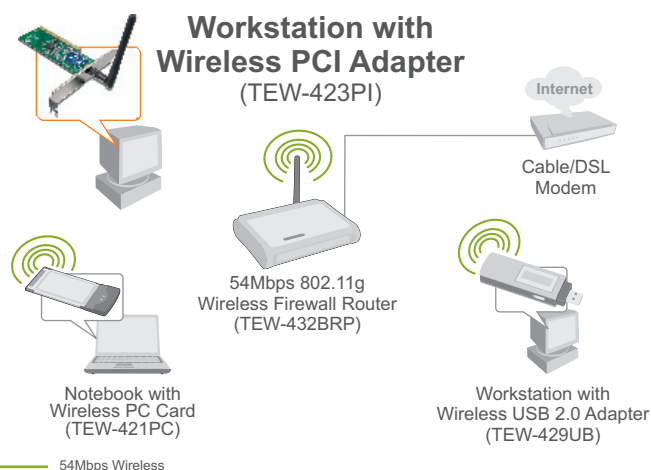 Workstation with
Wireless PCI Adapter
(TEW-423PI)
Internet
Cable/DSL
Modem
54Mbps 802.11g
Wireless Firewall Router
(TEW-432BRP)
Notebook with
Wireless PC Card
(TEW-421PC)
Workstation with
Wireless USB 2.0 Adapter
(TEW-429UB)
54Mbps Wireless